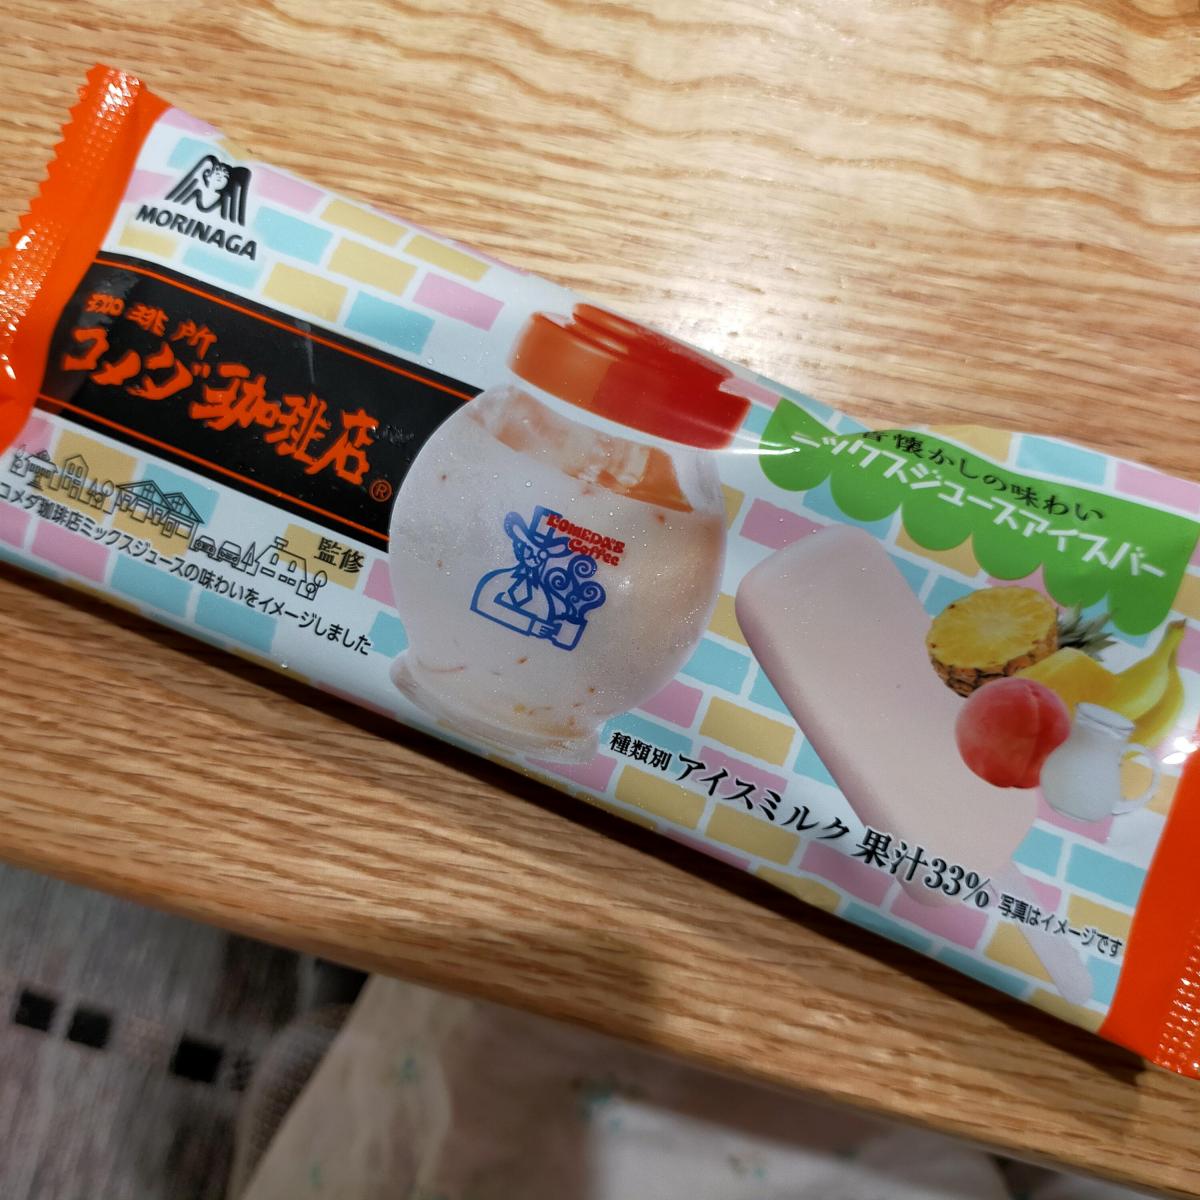 MORINAGA
珈琲所
コメダ珈琲店®
監修
コメダ珈琲店ミックスジュースの味わいをイメージしました
KOMEDA'S
Coffee
昔懐かしの味わい
ミックスジュースアイスバー
種類別 アイスミルク 果汁33%
写真はイメージです